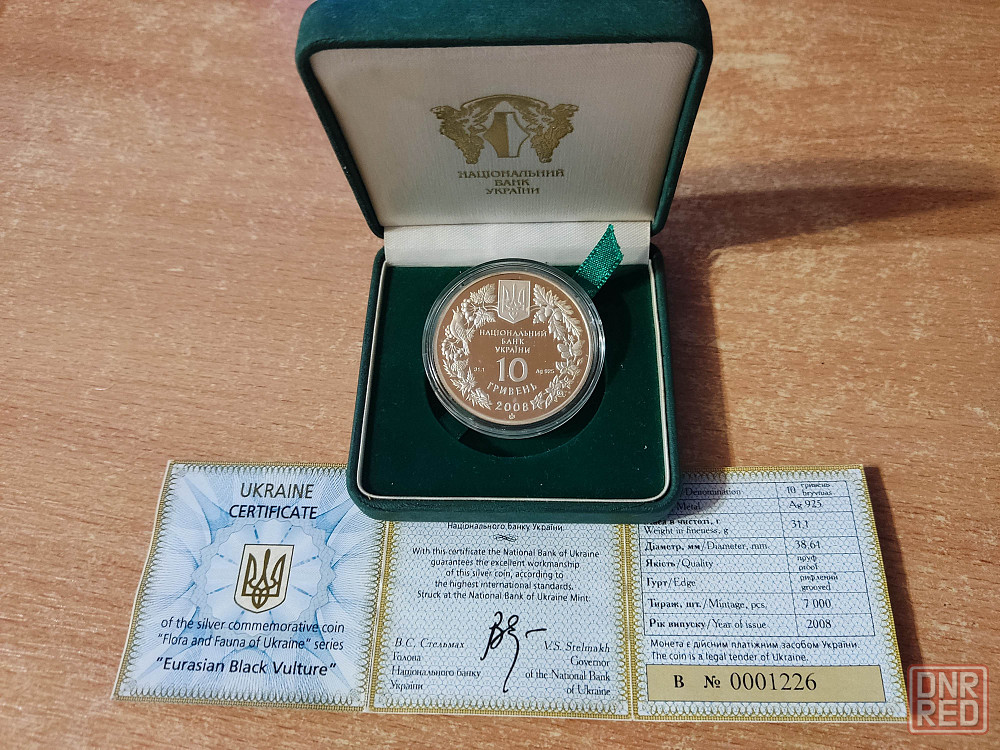 НАЦІОНАЛЬНИЙ
БАНК
УКРАЇНИ
НАЦІОНАЛЬНИЙ
БАНК
УКРАЇНИ
31.1
10
Ag 925
ГРИВЕНЬ
2008
UKRAINE
CERTIFICATE
of the silver commemorative coin
"Flora and Fauna of Ukraine" series
"Eurasian Black Vulture"
Національного банку України.
With this certificate the National Bank of Ukraine
guarantees the excellent workmanship
of this silver coin, according to
the highest international standards.
Struck at the National Bank of Ukraine Mint.
В.С. Стельмах
Голова
Національного банку
України
V.S. Stelmakh
Governor
of the National Bank
of Ukraine
Denomination 10 гривень
hryvnias
Metal Ag 925
в чистоті, г
Weight in fineness, g 31,1
Діаметр, мм/Diameter, mm. 38,61
Якість/Quality пруф
proof
Гурт/Edge рифлений
grooved
Тираж, шт./Mintage, pcs. 7 000
Рік випуску/Year of issue 2008
Монета є дійсним платіжним засобом України.
The coin is a legal tender of Ukraine.
В № 0001226
DNR
RED